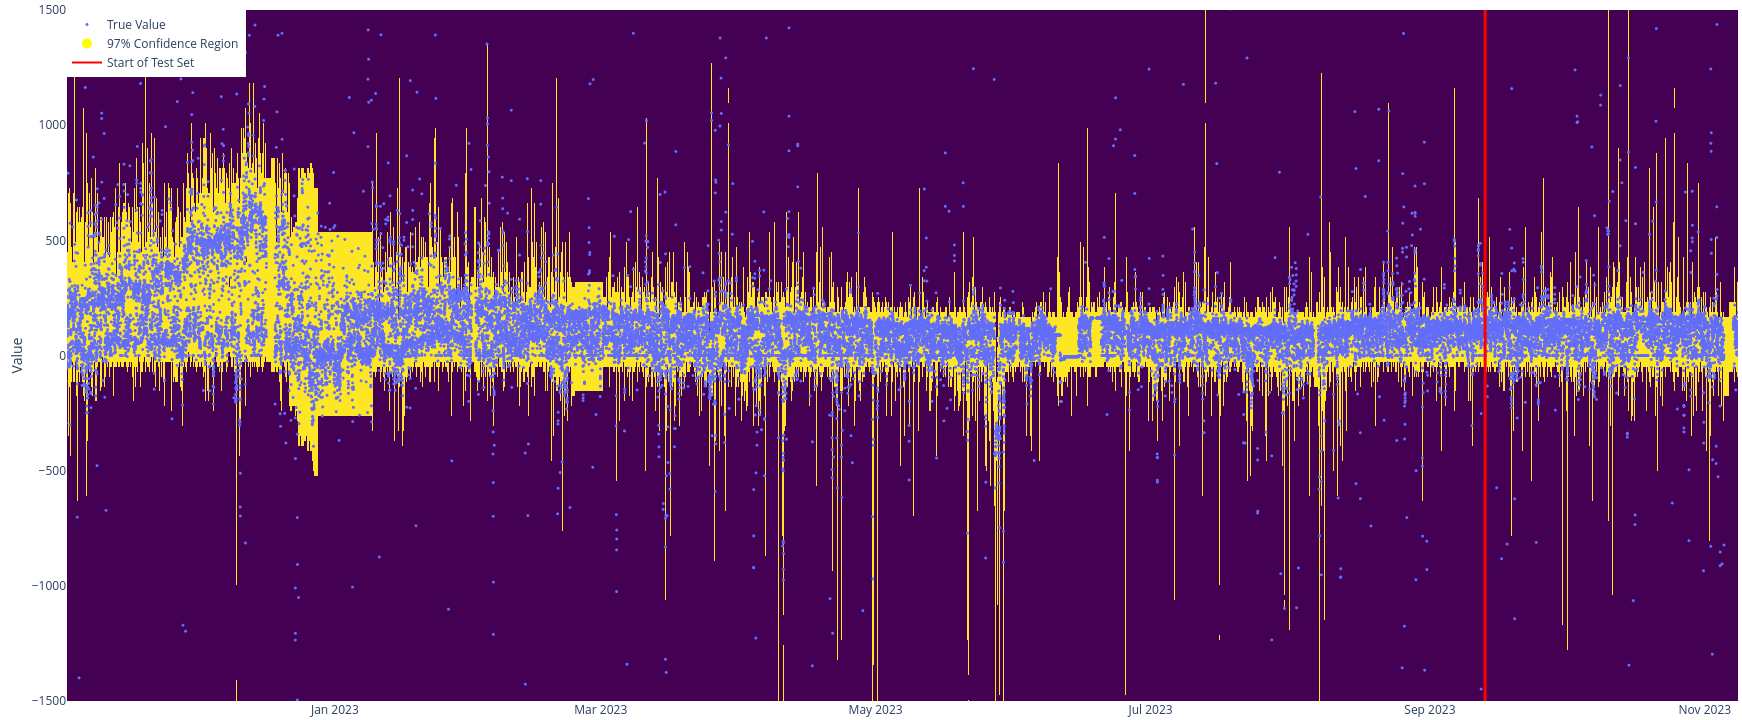 1500
True Value
97% Confidence Region
Start of Test Set
1000
500
0
−500
−1000
−1500
Value
Jan 2023
Mar 2023
May 2023
Jul 2023
Sep 2023
Nov 2023